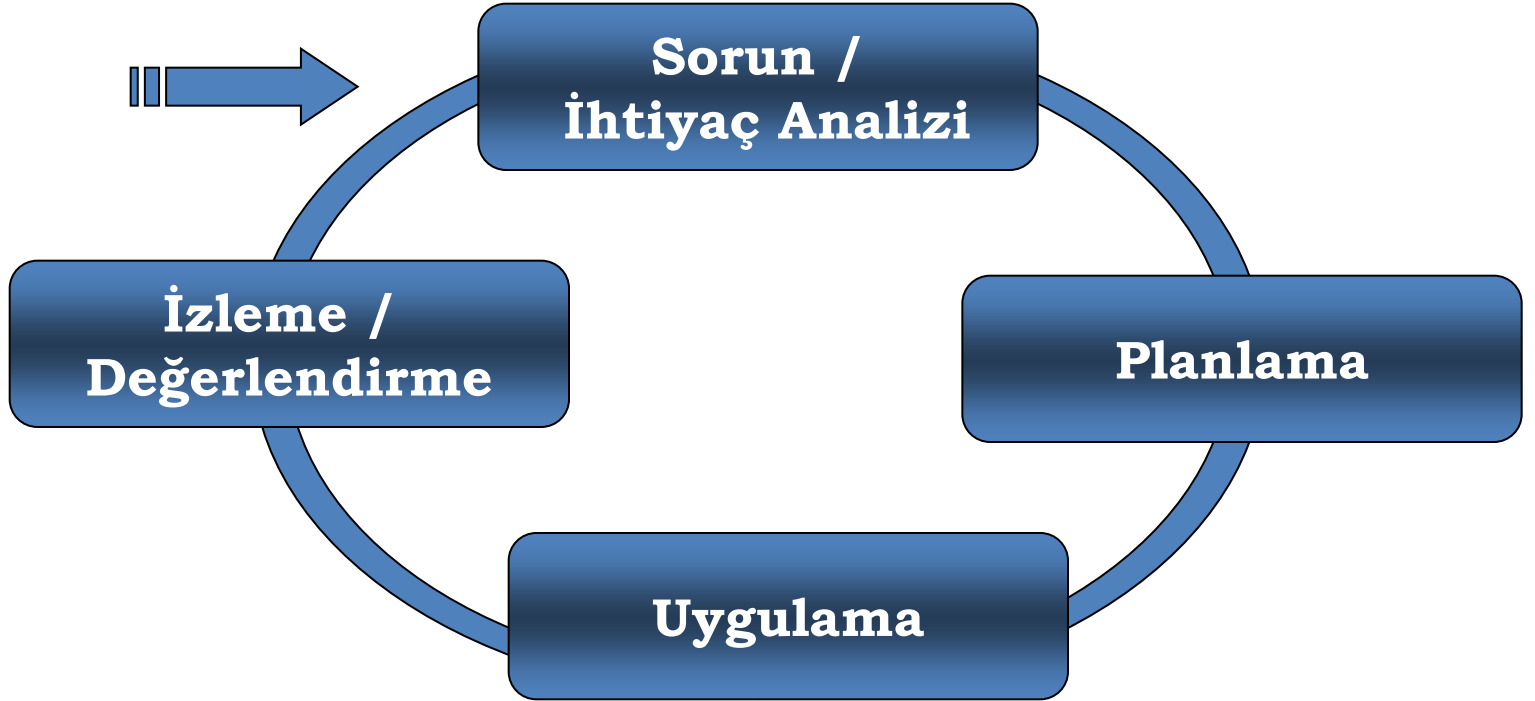 Sorun /
İhtiyaç Analizi
İzleme /
Değerlendirme
Planlama
Uygulama